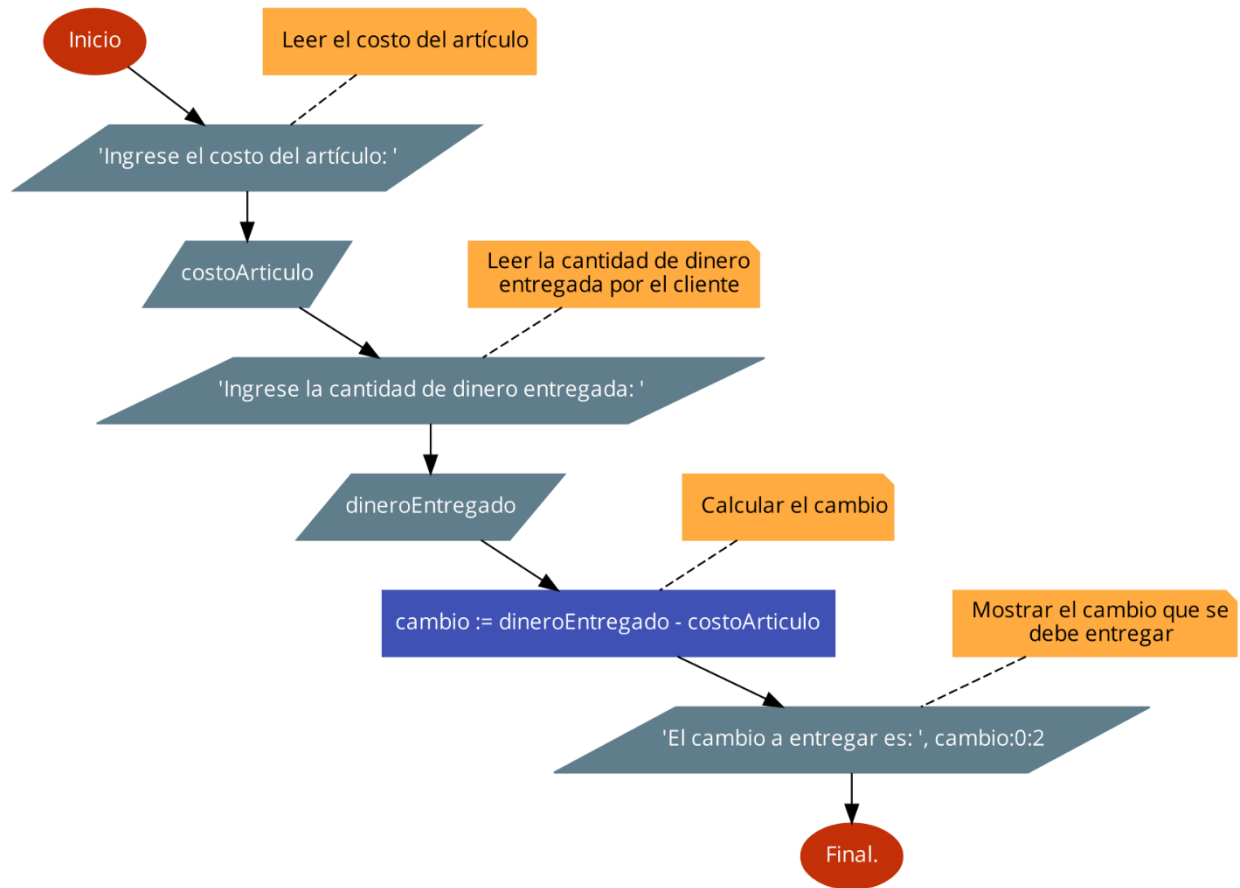 Inicio
Leer el costo del artículo
'Ingrese el costo del artículo: '
costoArticulo
Leer la cantidad de dinero
entregada por el cliente
'Ingrese la cantidad de dinero entregada: '
dineroEntregado
Calcular el cambio
cambio := dineroEntregado - costoArticulo
Mostrar el cambio que se
debe entregar
'El cambio a entregar es: ', cambio:0:2
Final.